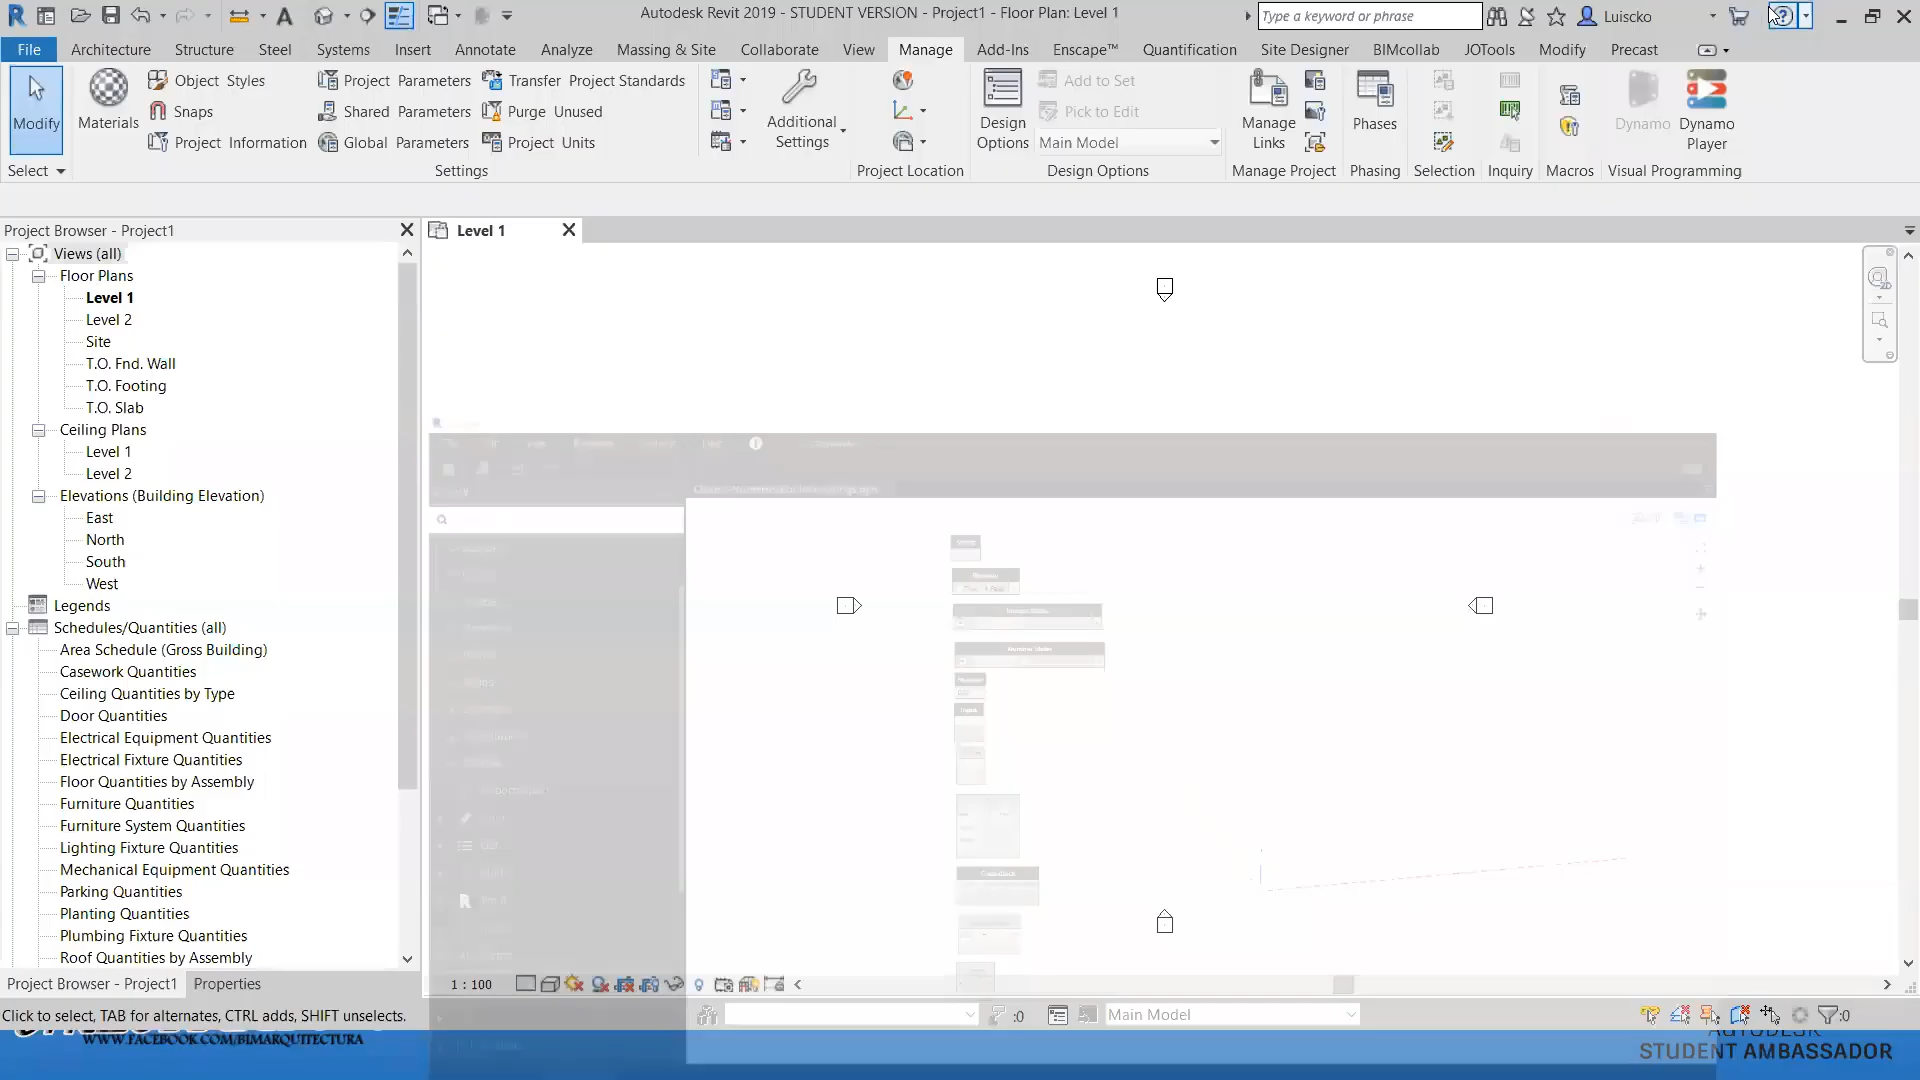 Autodesk Revit 2019 - STUDENT VERSION - Project1 - Floor Plan: Level 1
Type a keyword or phrase
Luiscko
File
Architecture
Structure
Steel
Systems
Insert
Annotate
Analyze
Massing & Site
Collaborate
View
Manage
Add-Ins
Enscape™
Quantification
Site Designer
BIMcollab
JOTools
Modify
Precast
Modify
Materials
Object Styles
Snaps
Project Information
Project Parameters
Shared Parameters
Global Parameters
Transfer Project Standards
Purge Unused
Project Units
Additional
Settings
Design
Options
Add to Set
Pick to Edit
Main Model
Manage
Links
Phases
Dynamo
Dynamo
Player
Select
Settings
Project Location
Design Options
Manage Project
Phasing
Selection
Inquiry
Macros
Visual Programming
Project Browser - Project1
Level 1
Views (all)
Floor Plans
Level 1
Level 2
Site
T.O. Fnd. Wall
T.O. Footing
T.O. Slab
Ceiling Plans
Level 1
Level 2
Elevations (Building Elevation)
East
North
South
West
Legends
Schedules/Quantities (all)
Area Schedule (Gross Building)
Casework Quantities
Ceiling Quantities by Type
Door Quantities
Electrical Equipment Quantities
Electrical Fixture Quantities
Floor Quantities by Assembly
Furniture Quantities
Furniture System Quantities
Lighting Fixture Quantities
Mechanical Equipment Quantities
Parking Quantities
Planting Quantities
Plumbing Fixture Quantities
Roof Quantities by Assembly
Project Browser - Project1
Properties
1 : 100
Click to select, TAB for alternates, CTRL adds, SHIFT unselects.
:0
Main Model
:0
WWW.FACEBOOK.COM/BIMARQUITECTURA
AUTODESK
STUDENT AMBASSADOR